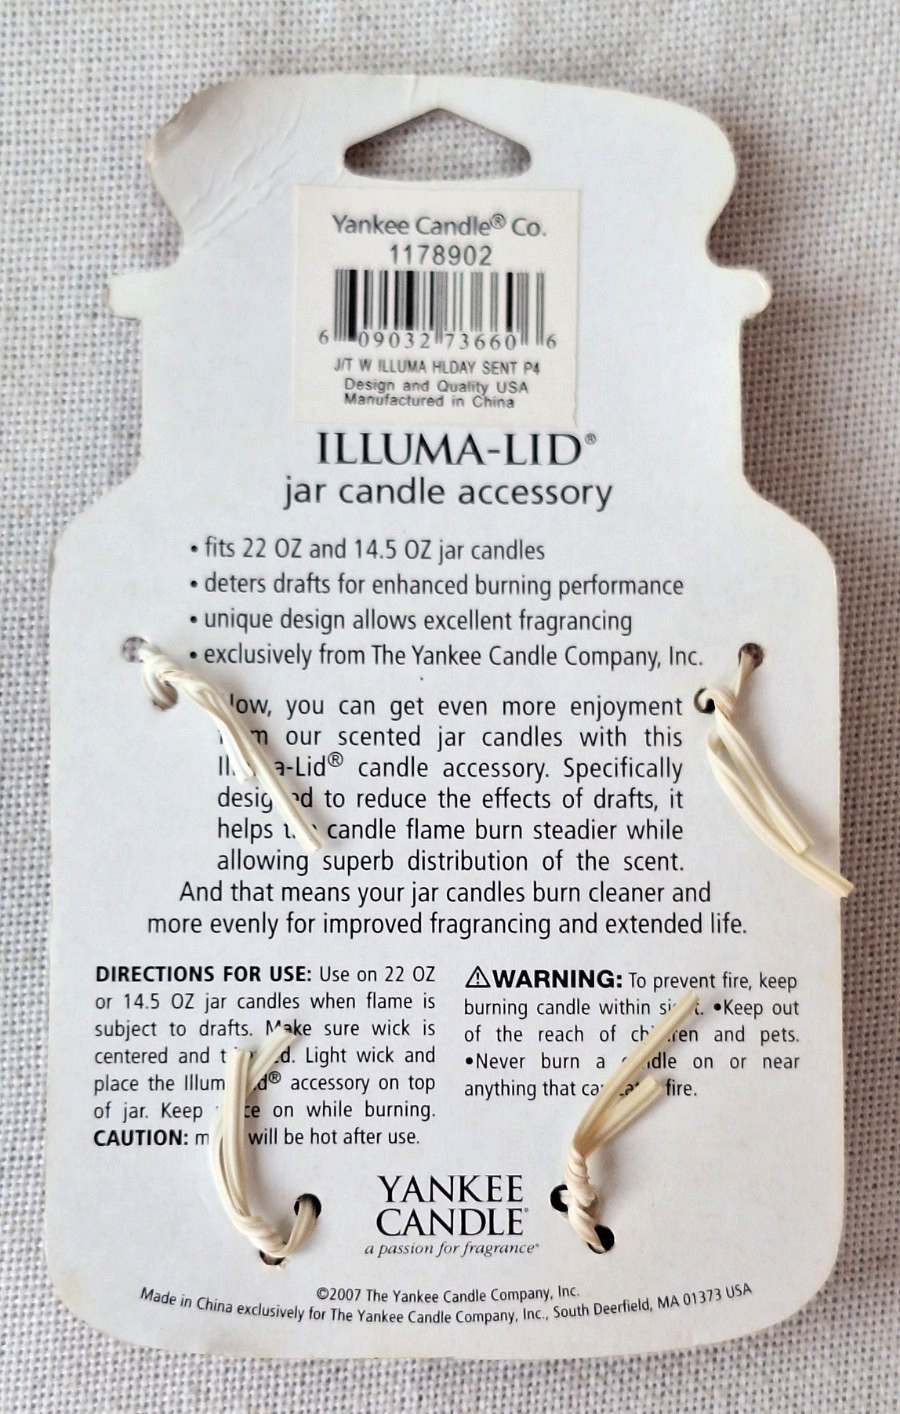 Yankee Candle® Co.
1178902
6 09032 73660 6
J/T W ILLUMA HLDAY SENT P4
Design and Quality USA
Manufactured in China
ILLUMA-LID®
jar candle accessory
• fits 22 OZ and 14.5 OZ jar candles
• deters drafts for enhanced burning performance
• unique design allows excellent fragrancing
• exclusively from The Yankee Candle Company, Inc.
you can get even more enjoyment
our scented jar candles with this
candle accessory. Specifically
to reduce the effects of drafts, it
helps candle flame burn steadier while
allowing superb distribution of the scent.
And that means your jar candles burn cleaner and
more evenly for improved fragrancing and extended life.
DIRECTIONS FOR USE: Use on 22 OZ
or 14.5 OZ jar candles when flame is
subject to drafts. Make sure wick is
centered and Light wick and
place the accessory on top
of jar. Keep on while burning.
CAUTION: will be hot after use.
⚠WARNING: To prevent fire, keep
burning candle within •Keep out
of the reach of and pets.
•Never burn a on or near
anything that fire.
YANKEE
CANDLE®
a passion for fragrance®
©2007 The Yankee Candle Company, Inc.
Made in China exclusively for The Yankee Candle Company, Inc., South Deerfield, MA 01373 USA